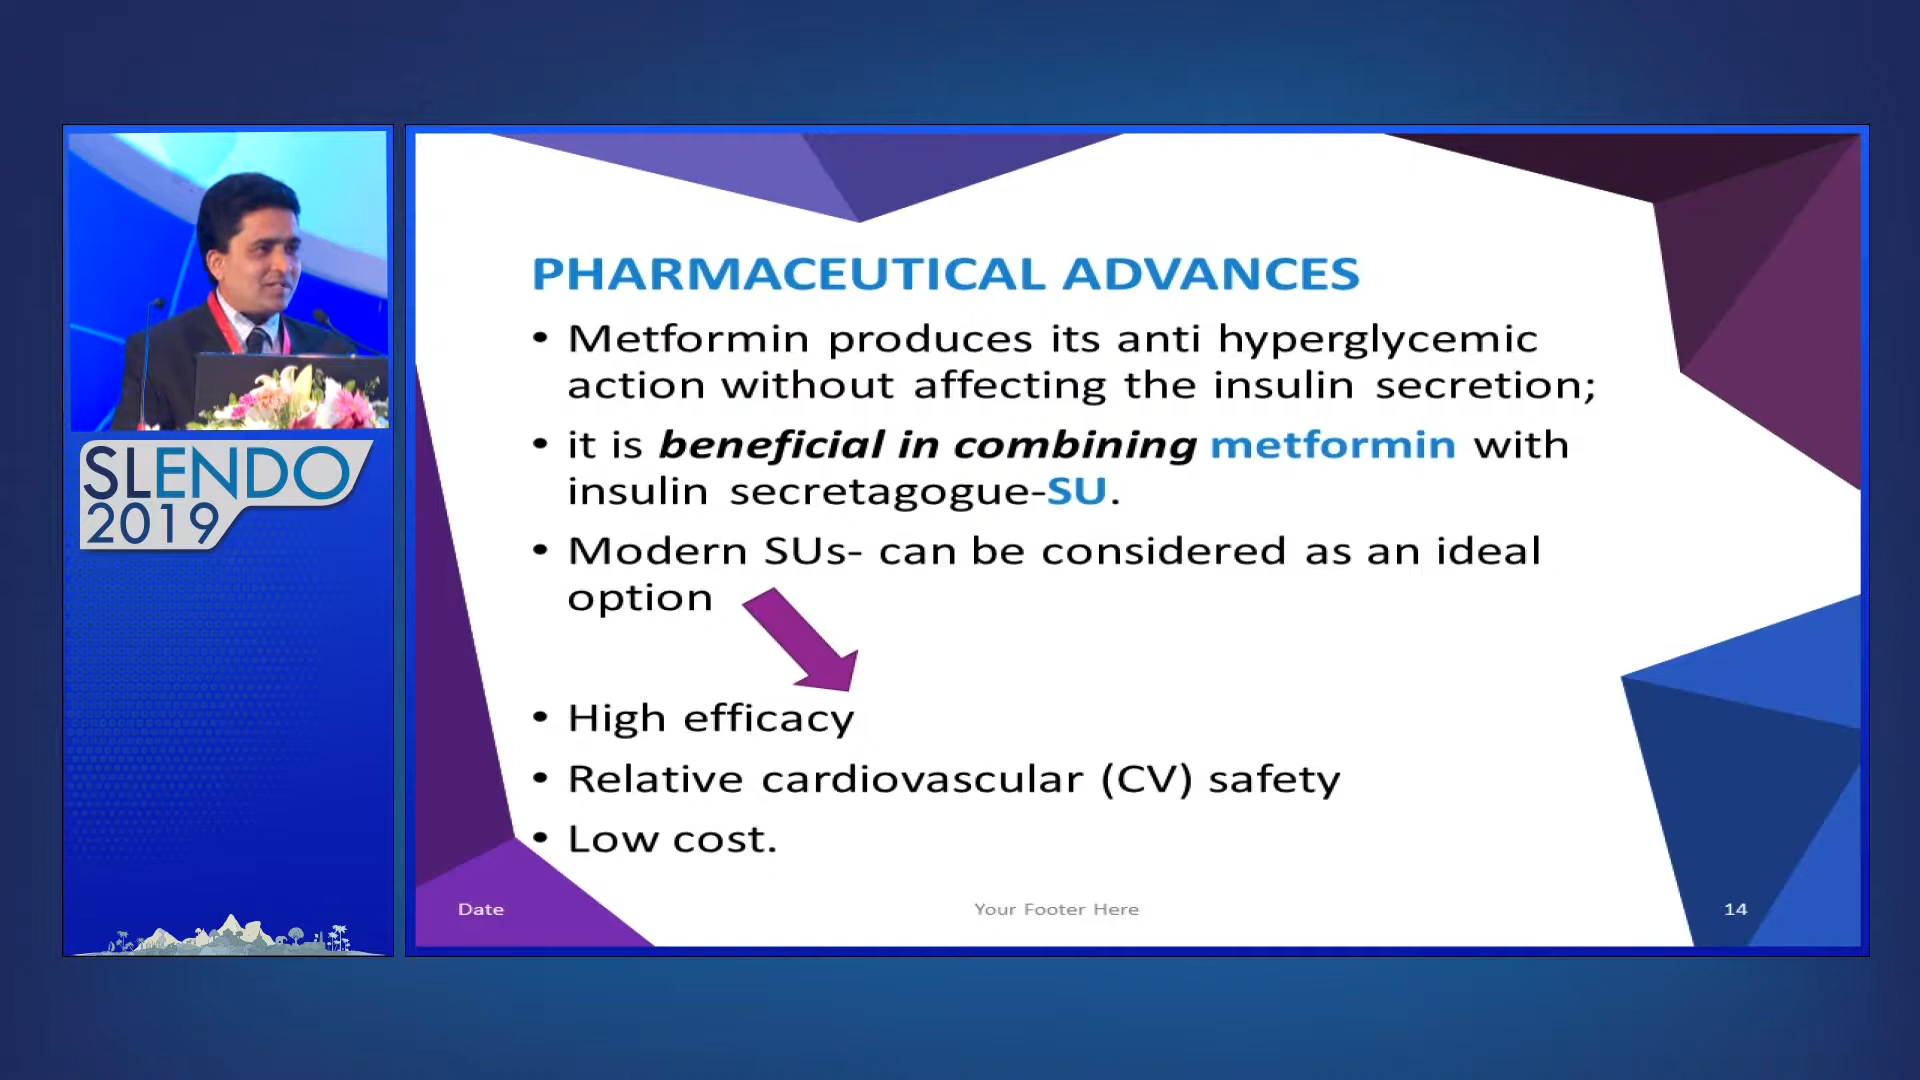 SLENDO
2019
PHARMACEUTICAL ADVANCES
• Metformin produces its anti hyperglycemic
action without affecting the insulin secretion;
• it is beneficial in combining metformin with
insulin secretagogue-SU.
• Modern SUs- can be considered as an ideal
option
• High efficacy
• Relative cardiovascular (CV) safety
• Low cost.
Date
Your Footer Here
14